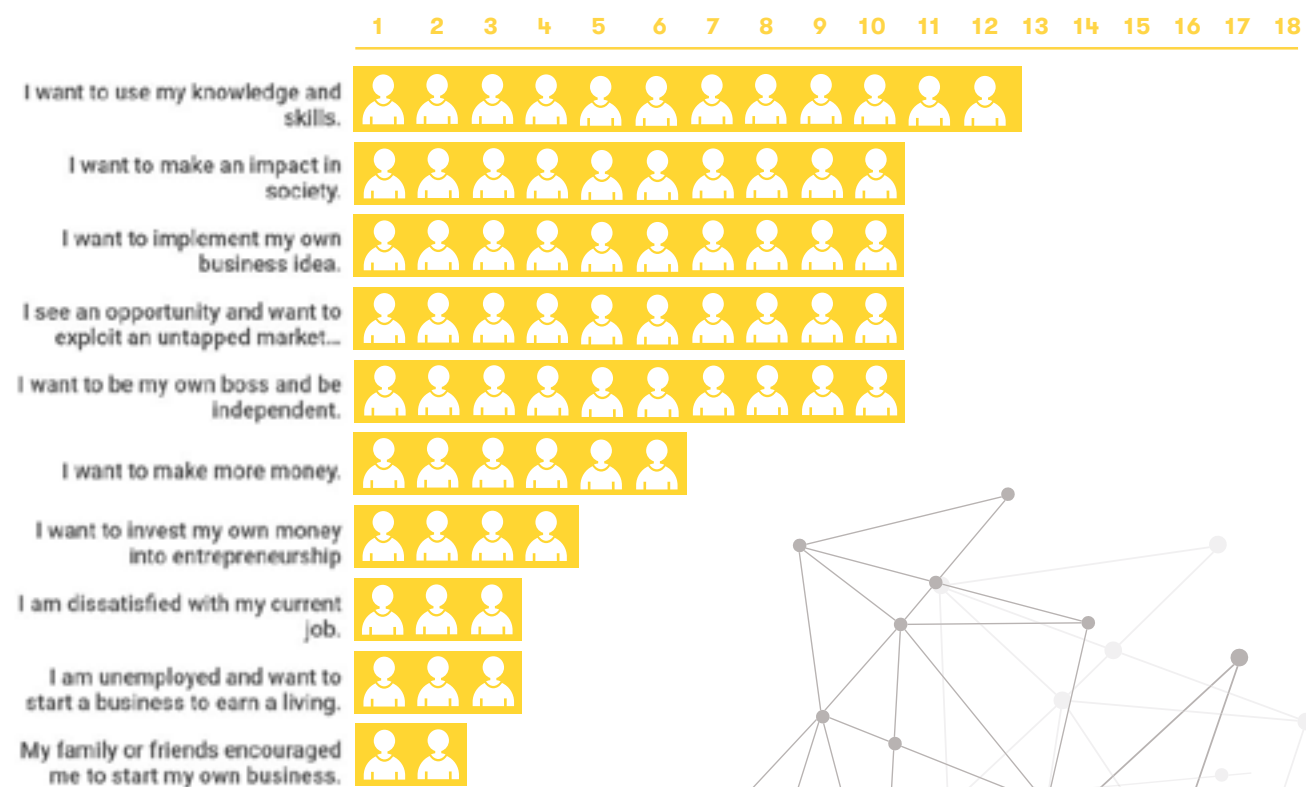 1 2 3 4 5 6 7 8 9 10 11 12 13 14 15 16 17 18
I want to use my knowledge and
skills.
I want to make an impact in
society.
I want to implement my own
business idea.
I see an opportunity and want to
exploit an untapped market...
I want to be my own boss and be
independent.
I want to make more money.
I want to invest my own money
into entrepreneurship
I am dissatisfied with my current
job.
I am unemployed and want to
start a business to earn a living.
My family or friends encouraged
me to start my own business.